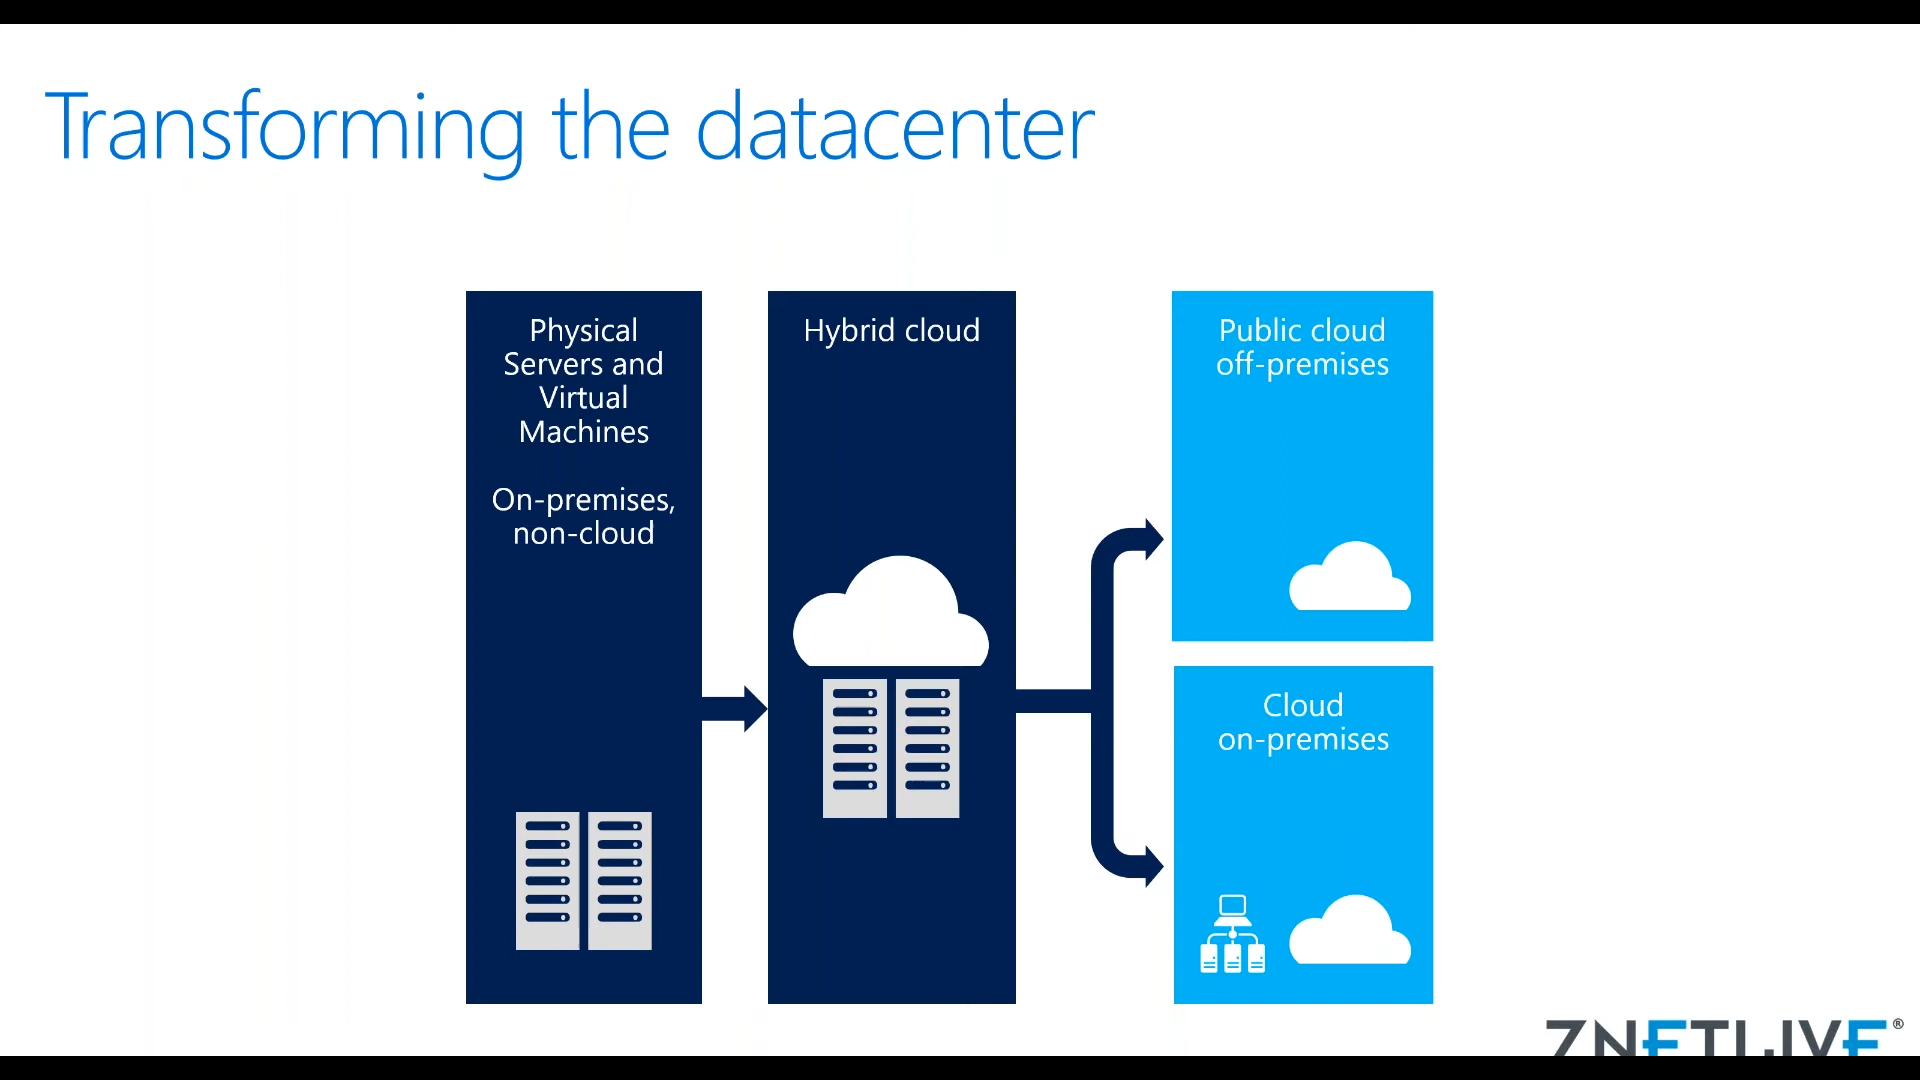 Transforming the datacenter
Physical
Servers and
Virtual
Machines
On-premises,
non-cloud
Hybrid cloud
Public cloud
off-premises
Cloud
on-premises
ZNETLIVE®